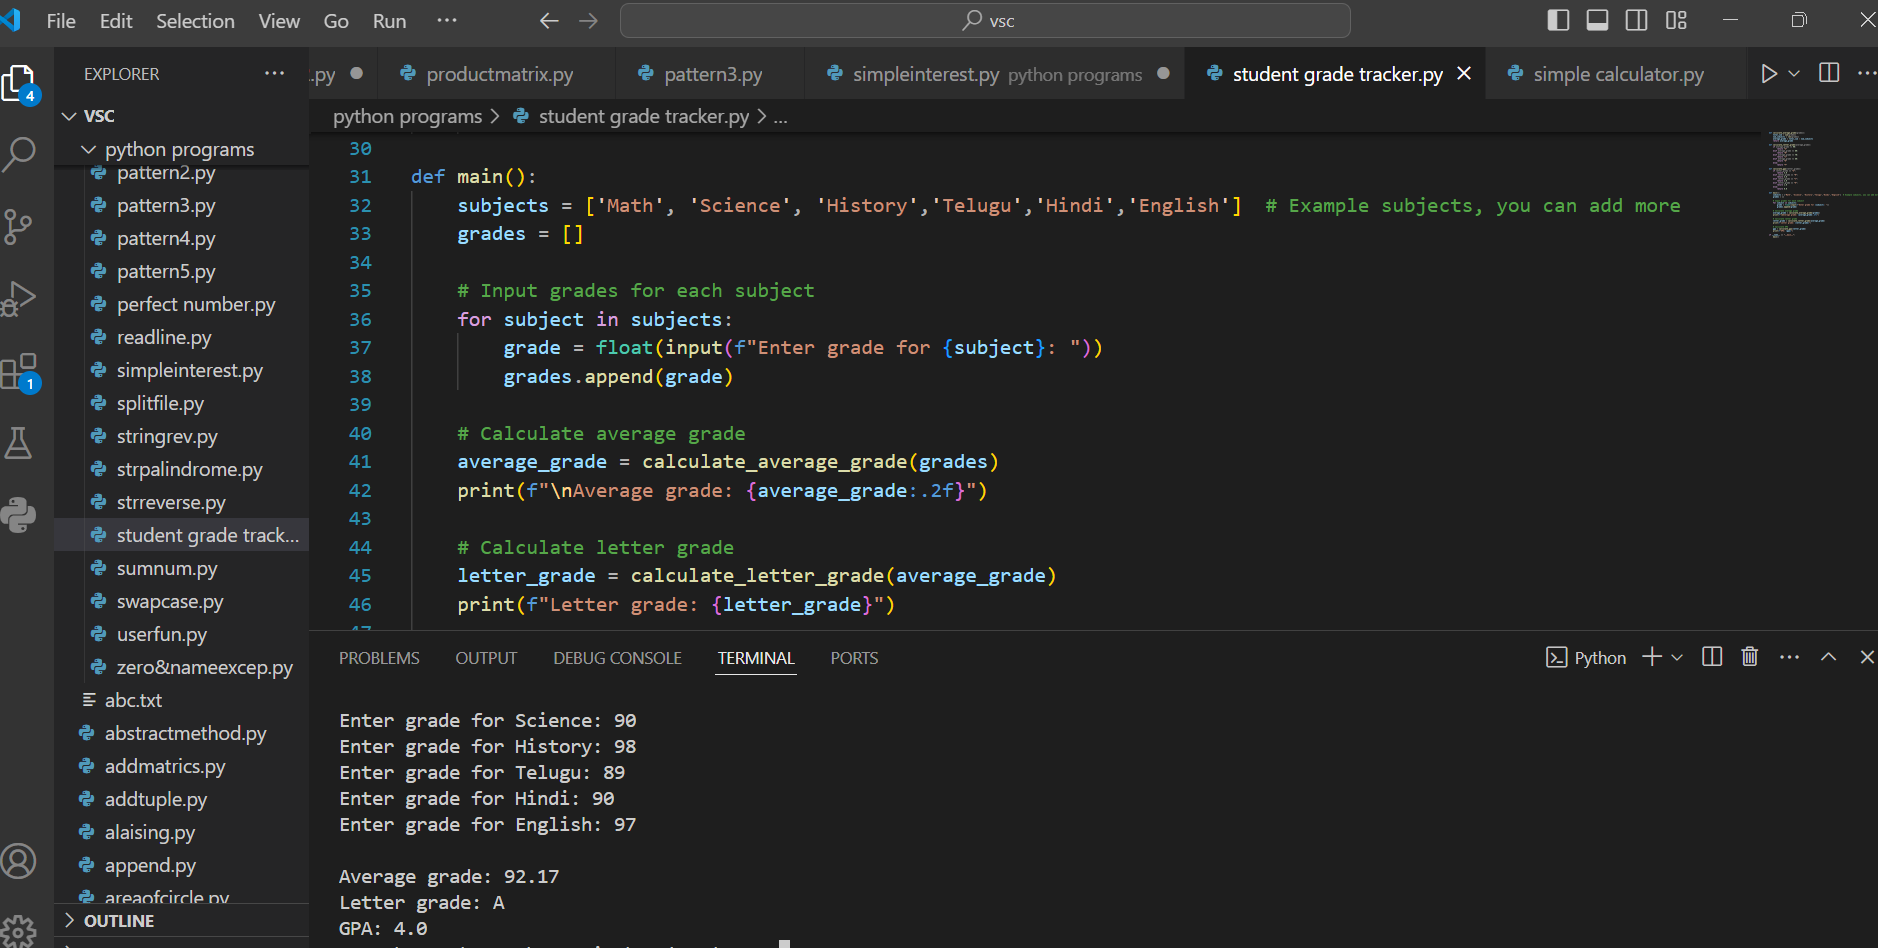 File Edit Selection View Go Run ···
vsc
EXPLORER ···
VSC
python programs
pattern2.py
pattern3.py
pattern4.py
pattern5.py
perfect number.py
readline.py
simpleinterest.py
splitfile.py
stringrev.py
strpalindrome.py
strreverse.py
student grade track...
sumnum.py
swapcase.py
userfun.py
zero&nameexcep.py
abc.txt
abstractmethod.py
addmatrics.py
addtuple.py
alaising.py
append.py
areaofcircle.py
OUTLINE
4
1
.py productmatrix.py pattern3.py simpleinterest.py python programs student grade tracker.py simple calculator.py
python programs > student grade tracker.py > ...
30
31 def main():
32     subjects = ['Math', 'Science', 'History','Telugu','Hindi','English']  # Example subjects, you can add more
33     grades = []
34
35     # Input grades for each subject
36     for subject in subjects:
37         grade = float(input(f"Enter grade for {subject}: "))
38         grades.append(grade)
39
40     # Calculate average grade
41     average_grade = calculate_average_grade(grades)
42     print(f"\nAverage grade: {average_grade:.2f}")
43
44     # Calculate letter grade
45     letter_grade = calculate_letter_grade(average_grade)
46     print(f"Letter grade: {letter_grade}")
47
PROBLEMS OUTPUT DEBUG CONSOLE TERMINAL PORTS
Python
Enter grade for Science: 90
Enter grade for History: 98
Enter grade for Telugu: 89
Enter grade for Hindi: 90
Enter grade for English: 97
Average grade: 92.17
Letter grade: A
GPA: 4.0